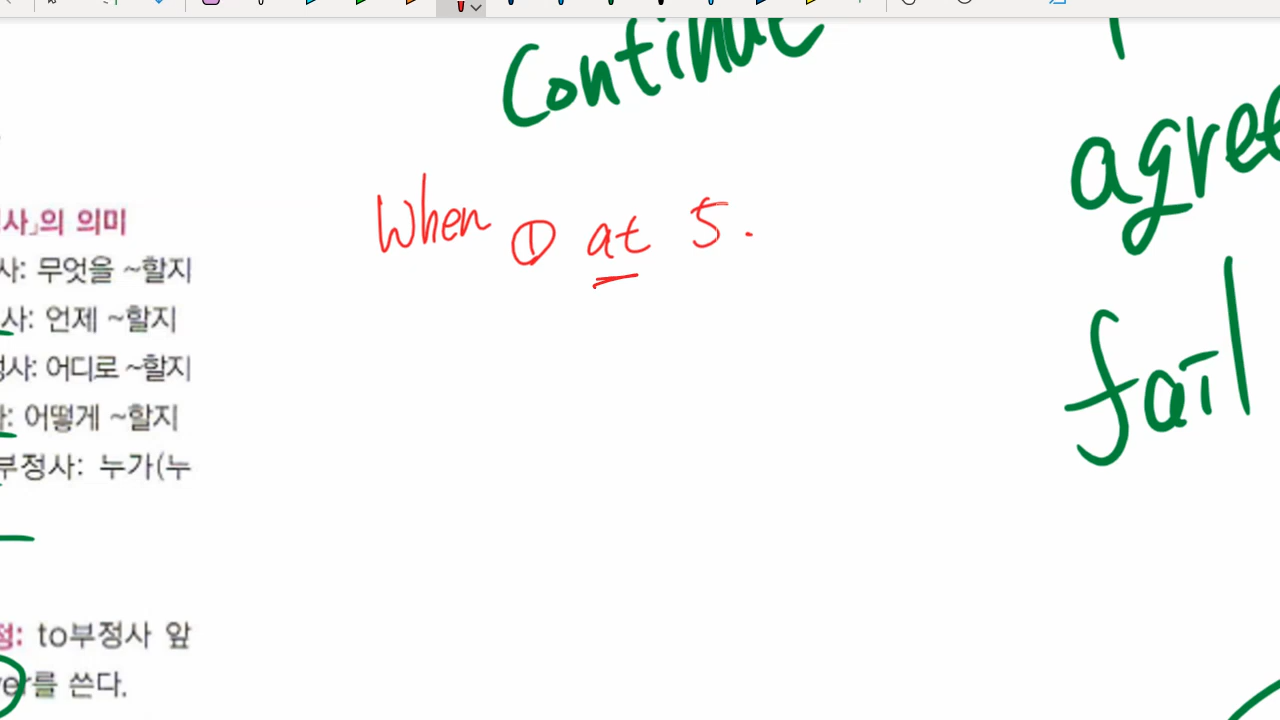 Continue
agree
When ① at 5.
fail
사」의 의미
사: 무엇을 ~할지
사: 언제 ~할지
정사: 어디로 ~할지
사: 어떻게 ~할지
부정사: 누가(누
정: to부정사 앞
ver를 쓴다.